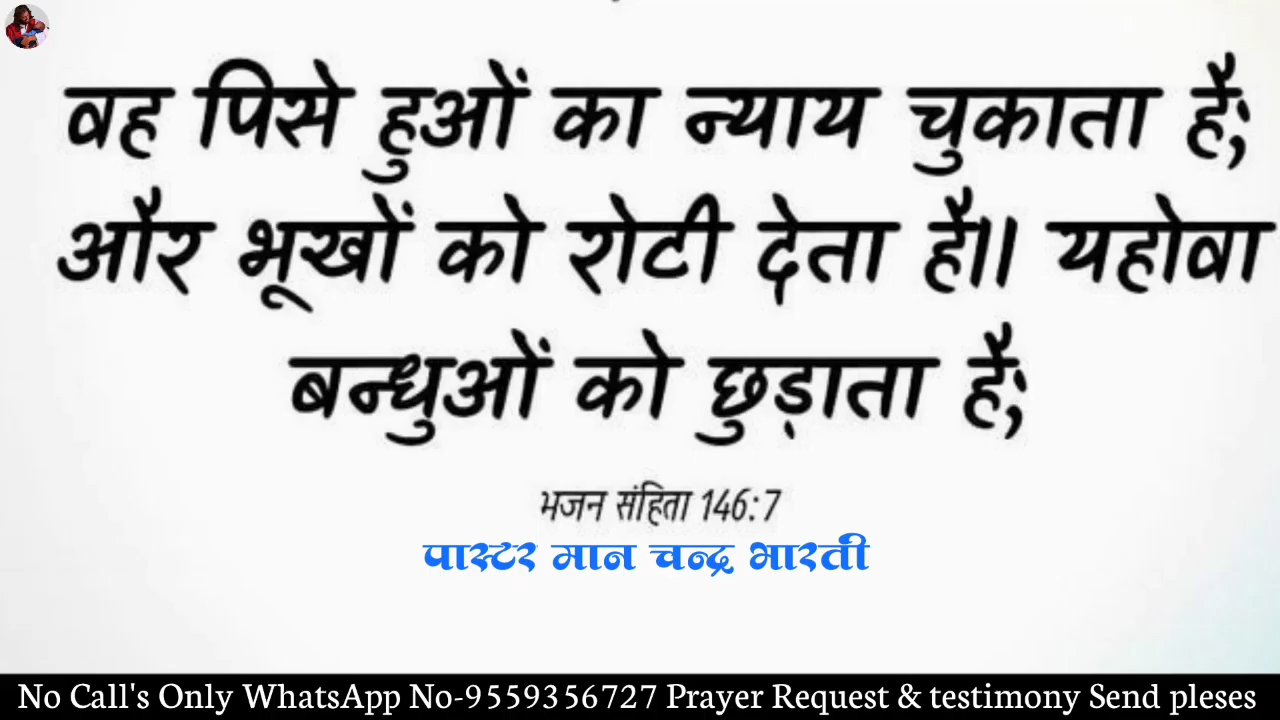 वह पिसे हुओं का न्याय चुकाता है;
और भूखों को रोटी देता है।। यहोवा
बन्धुओं को छुड़ाता है;
भजन संहिता 146:7
पास्टर मान चन्द्र भारती
No Call's Only WhatsApp No-9559356727 Prayer Request & testimony Send pleses